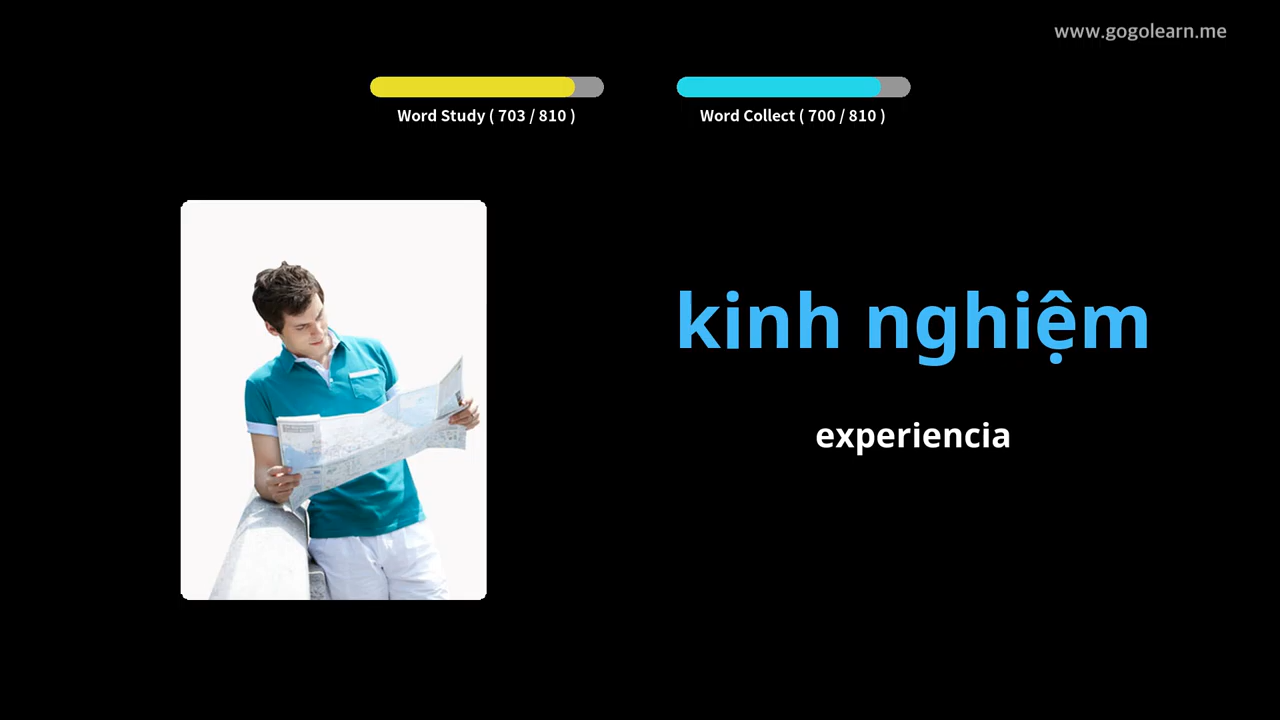 www.gogolearn.me
Word Study ( 703 / 810 )
Word Collect ( 700 / 810 )
kinh nghiệm
experiencia